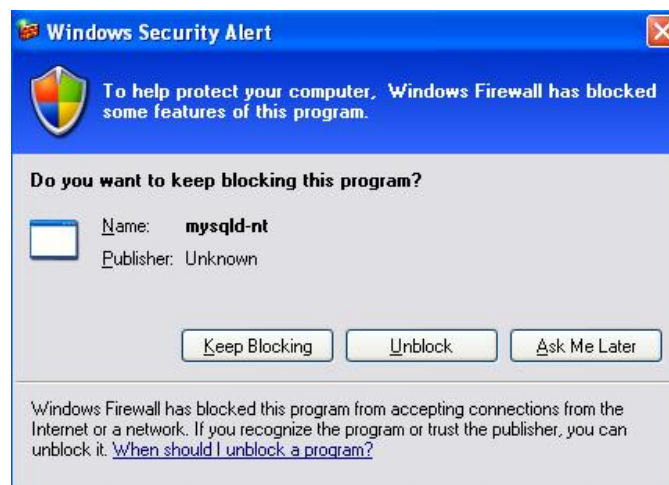 Windows Security Alert
To help protect your computer, Windows Firewall has blocked
some features of this program.
Do you want to keep blocking this program?
Name: mysqld-nt
Publisher: Unknown
Keep Blocking Unblock Ask Me Later
Windows Firewall has blocked this program from accepting connections from the
Internet or a network. If you recognize the program or trust the publisher, you can
unblock it. When should I unblock a program?